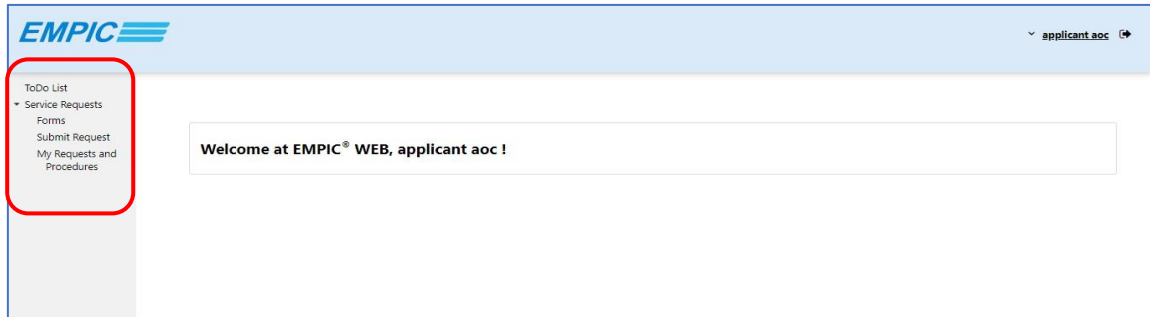 EMPIC
applicant aoc
ToDo List
Service Requests
Forms
Submit Request
My Requests and
Procedures
Welcome at EMPIC® WEB, applicant aoc !